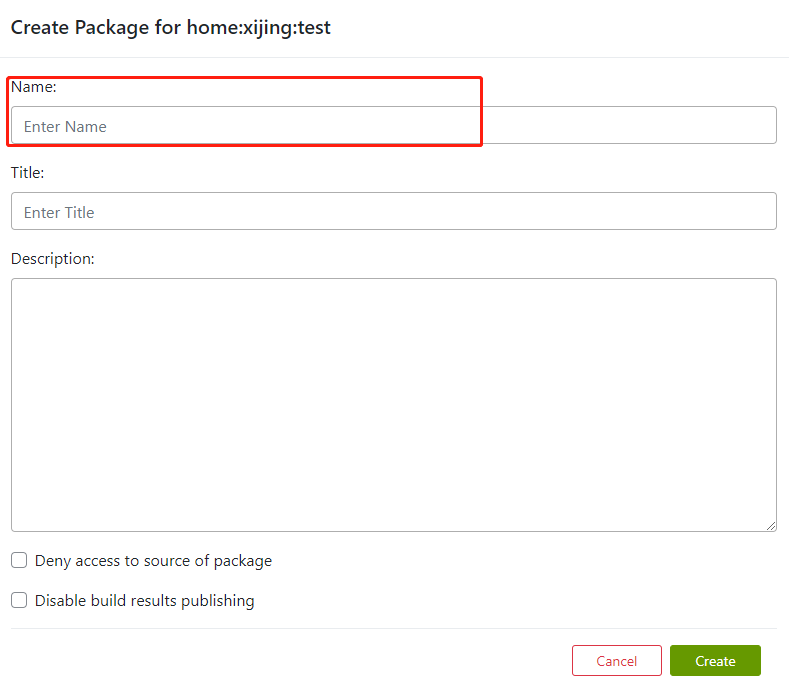 Create Package for home:xijing:test
Name:
Enter Name
Title:
Enter Title
Description:
Deny access to source of package
Disable build results publishing
Cancel Create